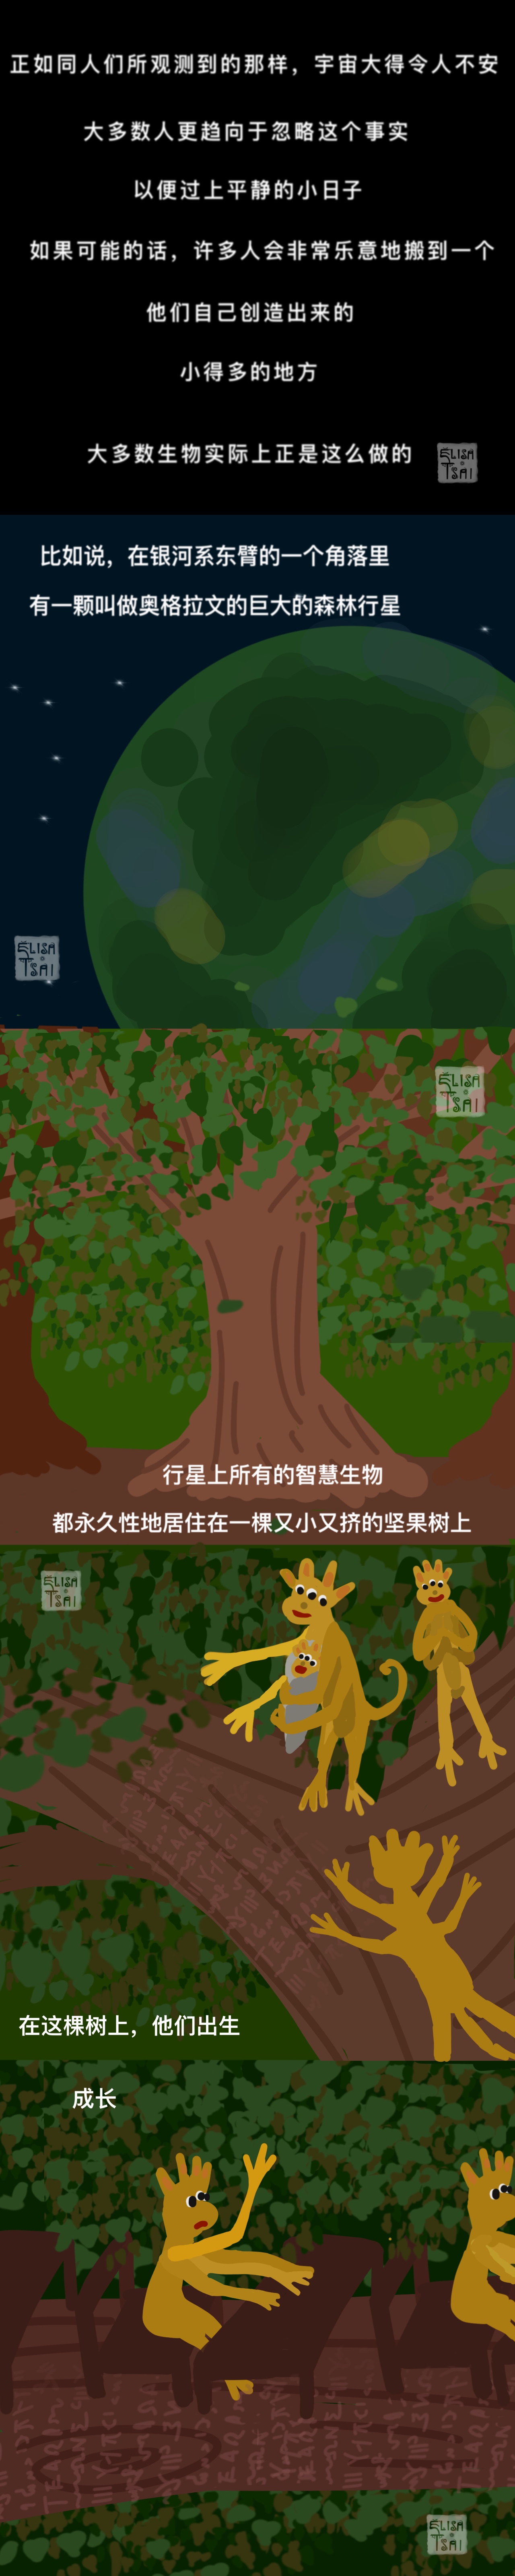 正如同人们所观测到的那样，宇宙大得令人不安
大多数人更趋向于忽略这个事实
以便过上平静的小日子
如果可能的话，许多人会非常乐意地搬到一个
他们自己创造出来的
小得多的地方
大多数生物实际上正是这么做的
ELISA
TSAI
比如说，在银河系东臂的一个角落里
有一颗叫做奥格拉文的巨大的森林行星
ELISA
TSAI
ELISA
TSAI
行星上所有的智慧生物
都永久性地居住在一棵又小又挤的坚果树上
ELISA
TSAI
在这棵树上，他们出生
成长
ELISA
TSAI